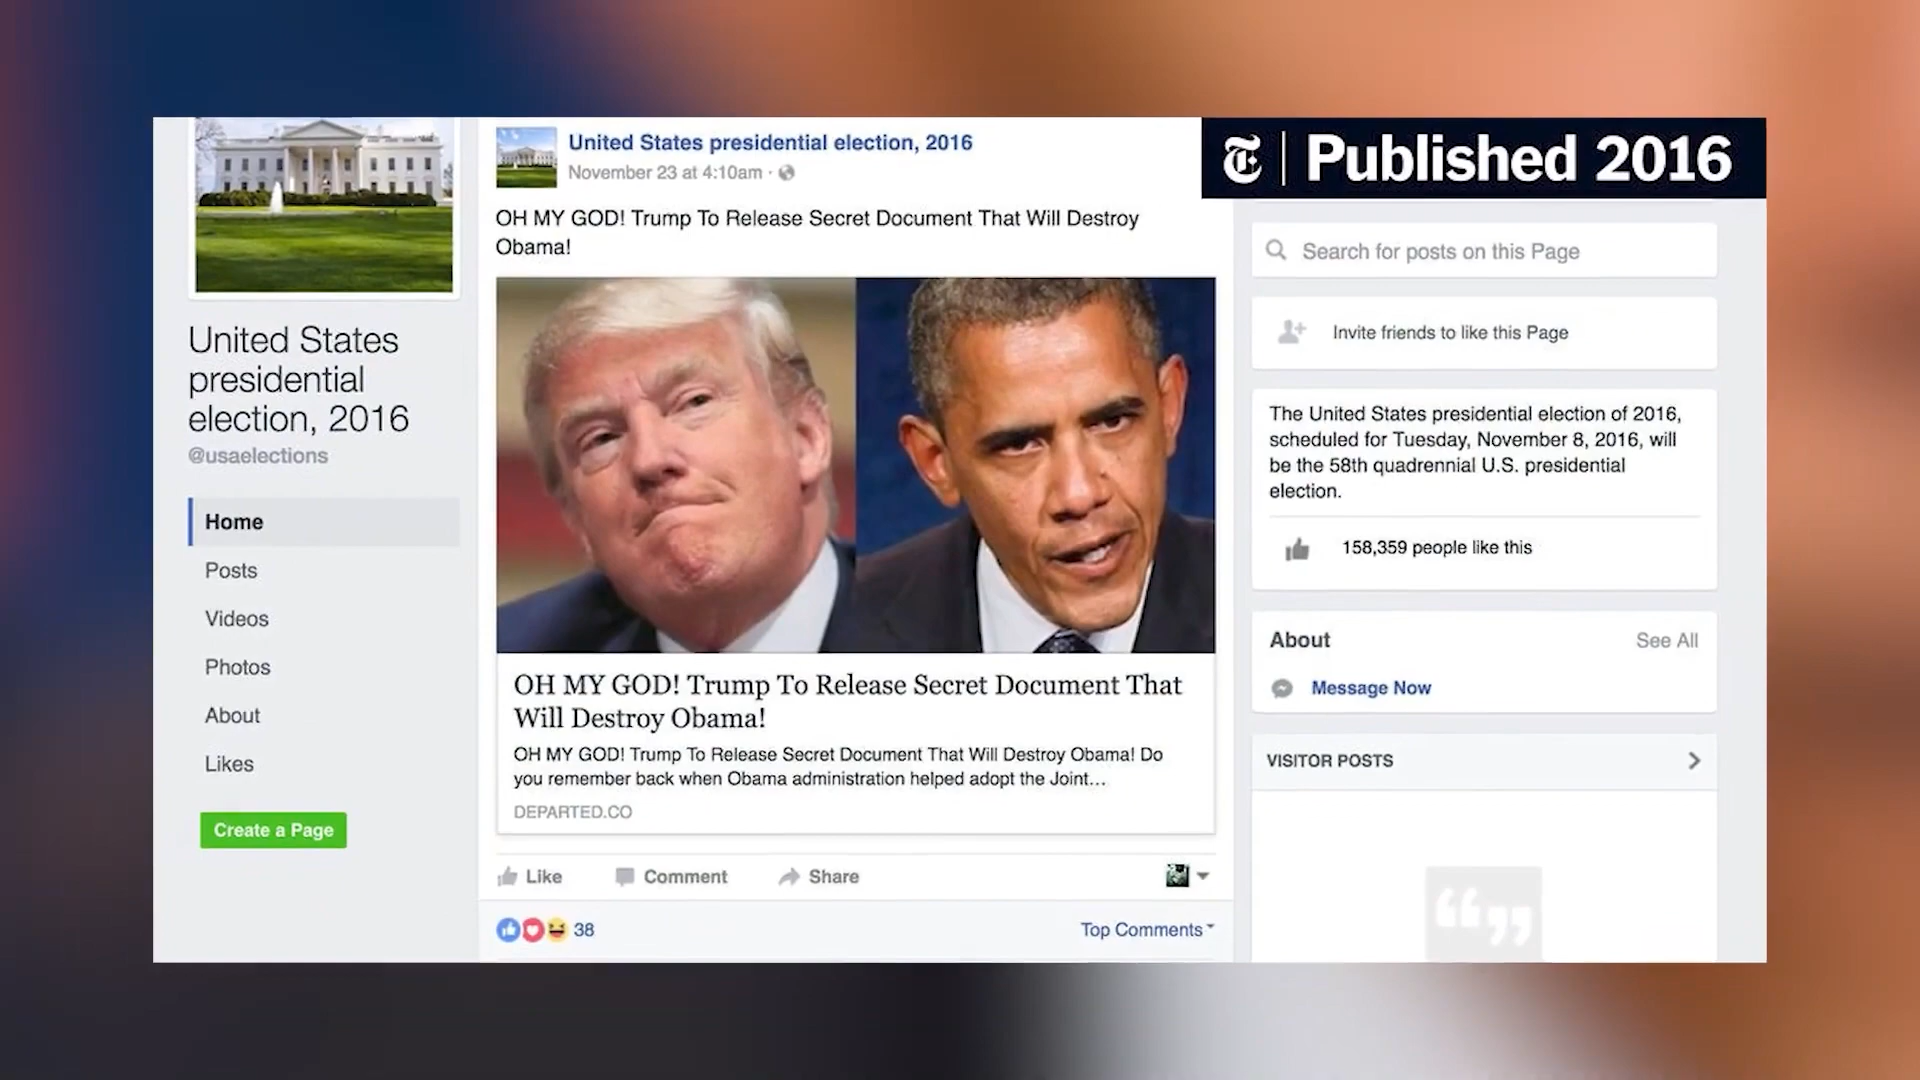 United States presidential election, 2016
November 23 at 4:10am ·
OH MY GOD! Trump To Release Secret Document That Will Destroy
Obama!
Published 2016
United States
presidential
election, 2016
@usaelections
Home
Posts
Videos
Photos
About
Likes
Create a Page
OH MY GOD! Trump To Release Secret Document That
Will Destroy Obama!
OH MY GOD! Trump To Release Secret Document That Will Destroy Obama! Do
you remember back when Obama administration helped adopt the Joint...
DEPARTED.CO
Like
Comment
Share
38
Top Comments
Search for posts on this Page
Invite friends to like this Page
The United States presidential election of 2016,
scheduled for Tuesday, November 8, 2016, will
be the 58th quadrennial U.S. presidential
election.
158,359 people like this
About
See All
Message Now
VISITOR POSTS